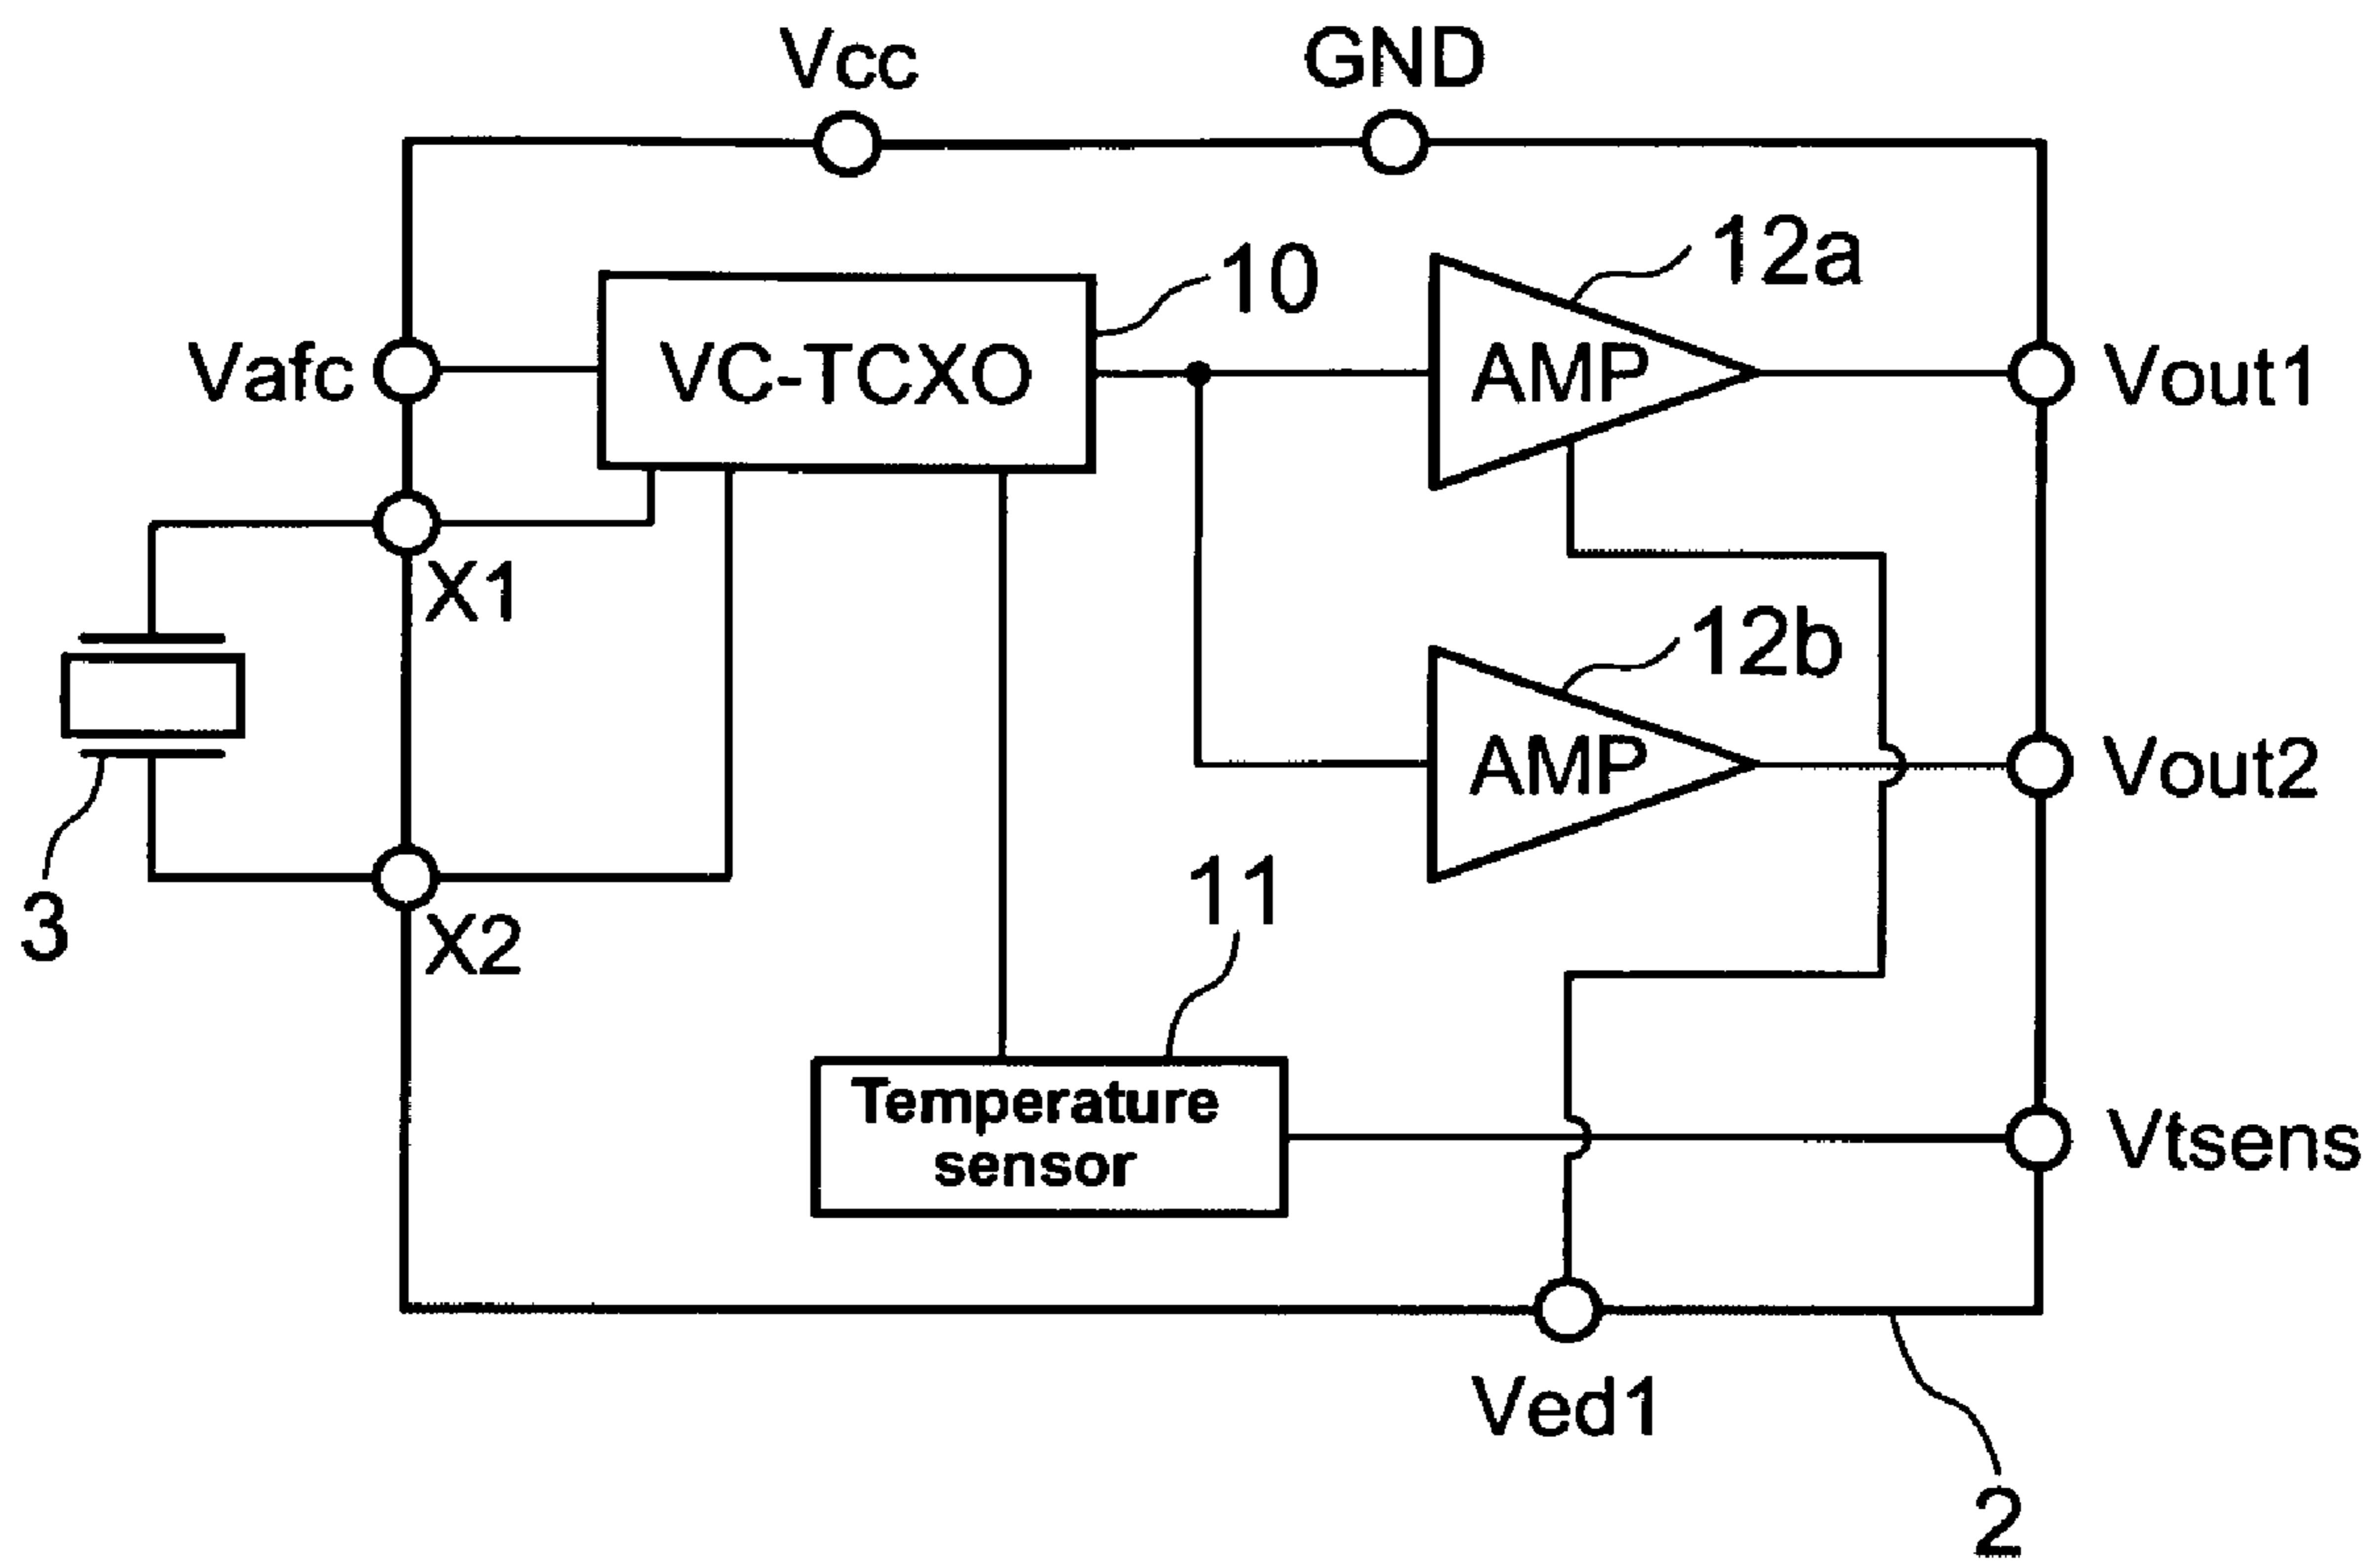 Vcc
GND
10
12a
Vafc
VC-TCXO
AMP
Vout1
X1
12b
AMP
Vout2
3
X2
11
Temperature
sensor
Vtsens
Ved1
2